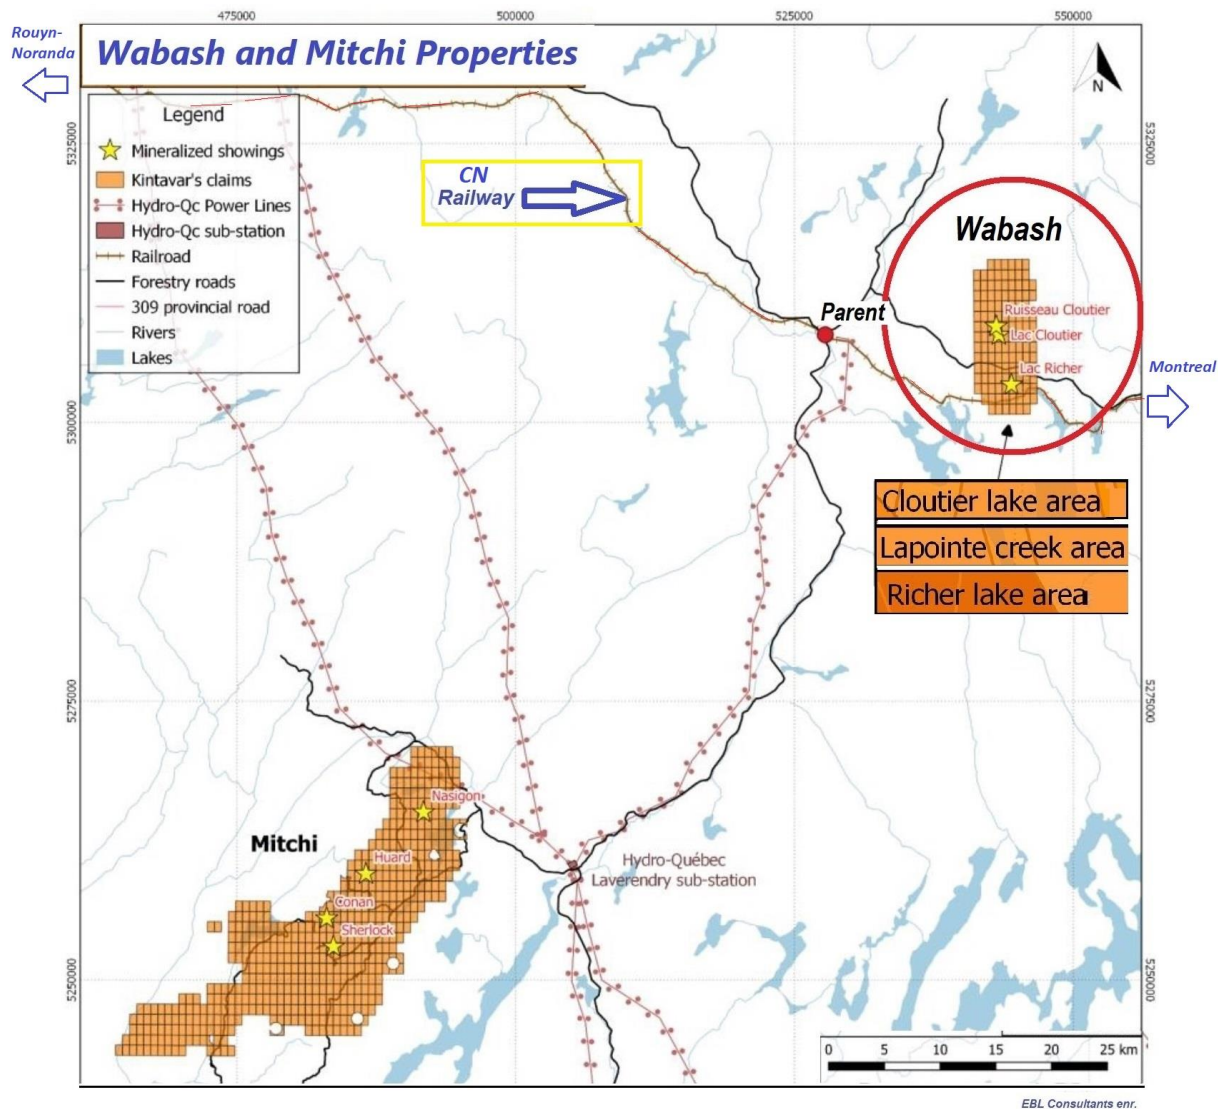 475000
500000
525000
550000
Rouyn-
Noranda
Wabash and Mitchi Properties
N
Legend
Mineralized showings
Kintavar's claims
Hydro-Qc Power Lines
Hydro-Qc sub-station
Railroad
Forestry roads
309 provincial road
Rivers
Lakes
5325000
5325000
CN
Railway
Wabash
Parent
Ruisseau Cloutier
Lac Cloutier
Lac Richer
Montreal
5300000
Cloutier lake area
Lapointe creek area
Richer lake area
5275000
5275000
Nasigon
Mitchi
Huard
Hydro-Québec
Laverendry sub-station
Conan
Sherlock
5250000
5250000
0 5 10 15 20 25 km
EBL Consultants enr.